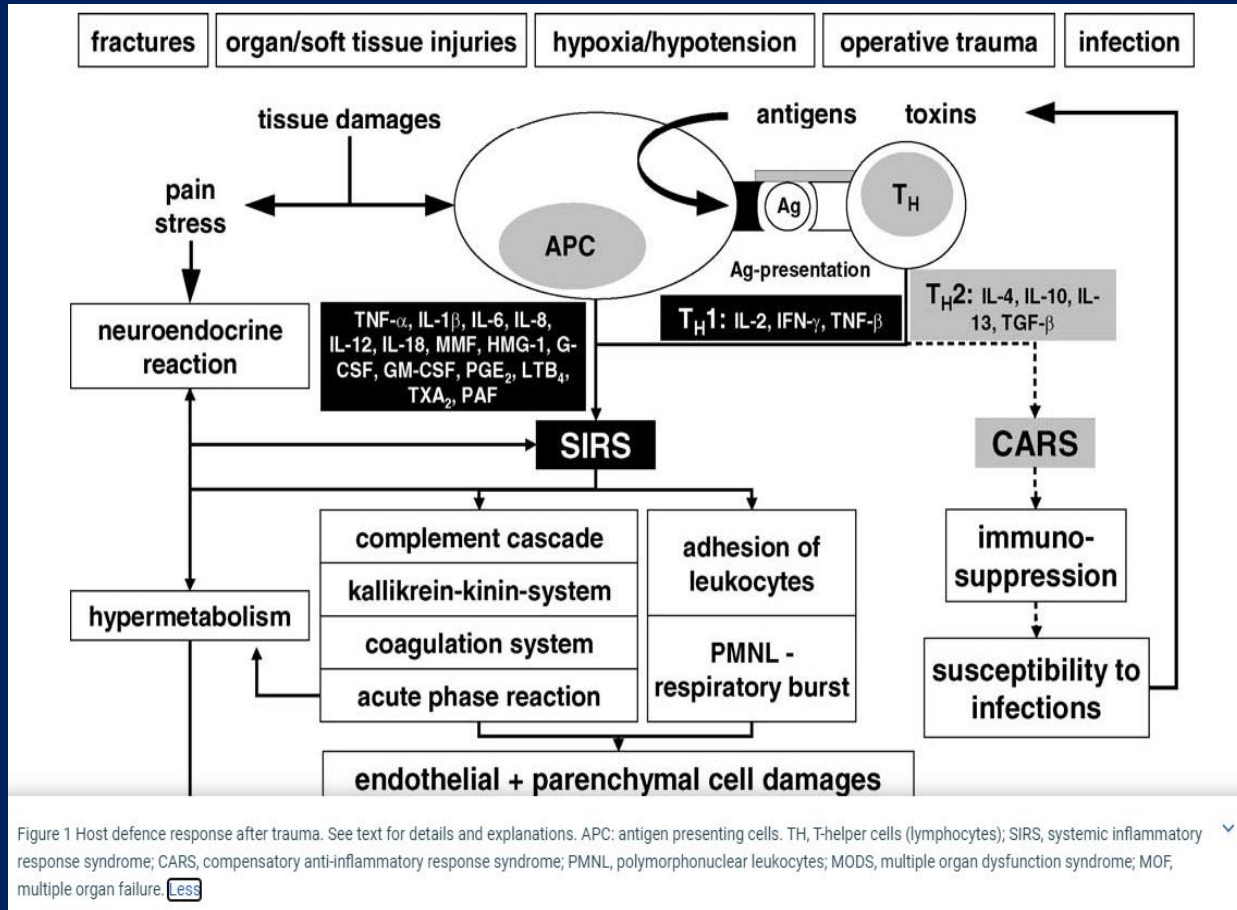 fractures
organ/soft tissue injuries
hypoxia/hypotension
operative trauma
infection
tissue damages
antigens
toxins
pain
stress
APC
Ag
TH
Ag-presentation
neuroendocrine
reaction
TNF-α, IL-1β, IL-6, IL-8,
IL-12, IL-18, MMF, HMG-1, G-
CSF, GM-CSF, PGE2, LTB4,
TXA2, PAF
TH1: IL-2, IFN-γ, TNF-β
TH2: IL-4, IL-10, IL-
13, TGF-β
SIRS
CARS
complement cascade
kallikrein-kinin-system
coagulation system
acute phase reaction
adhesion of
leukocytes
PMNL -
respiratory burst
immuno-
suppression
hypermetabolism
susceptibility to
infections
endothelial + parenchymal cell damages
Figure 1 Host defence response after trauma. See text for details and explanations. APC: antigen presenting cells. TH, T-helper cells (lymphocytes); SIRS, systemic inflammatory
response syndrome; CARS, compensatory anti-inflammatory response syndrome; PMNL, polymorphonuclear leukocytes; MODS, multiple organ dysfunction syndrome; MOF,
multiple organ failure. Less